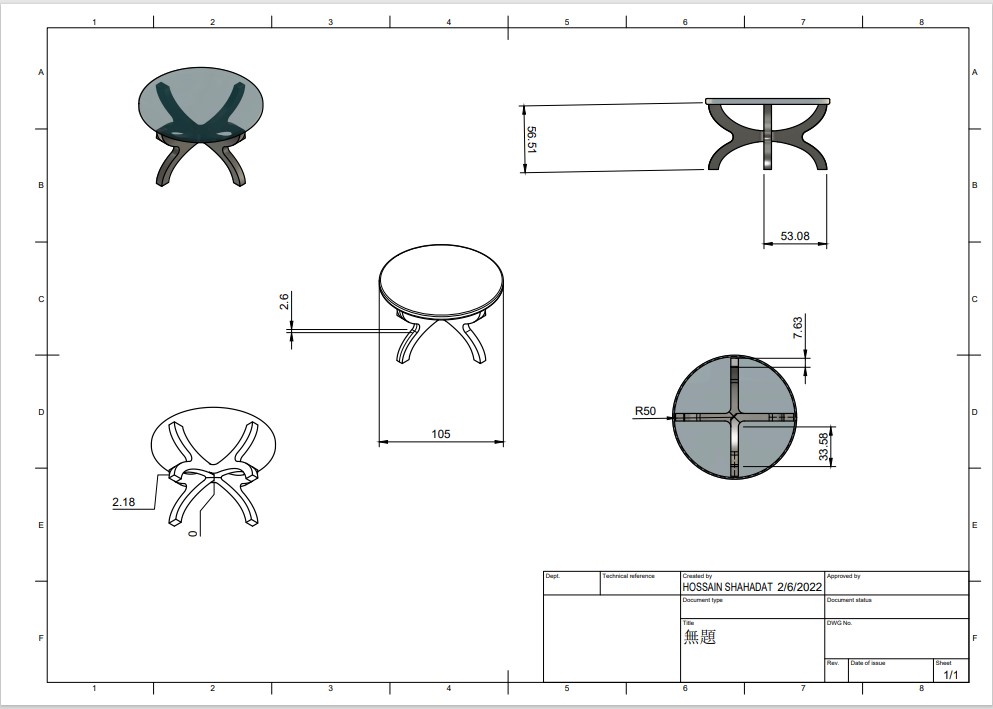 1 2 3 4 5 6 7 8
A A
56.51
B B
53.08
2.6
C C
7.63
D R50 D
105
33.58
2.18
E 0 E
Dept. Technical reference Created by Approved by
HOSSAIN SHAHADAT 2/6/2022
Document type Document status
Title DWG No.
無題
F F
Rev. Date of issue Sheet
1/1
1 2 3 4 5 6 7 8